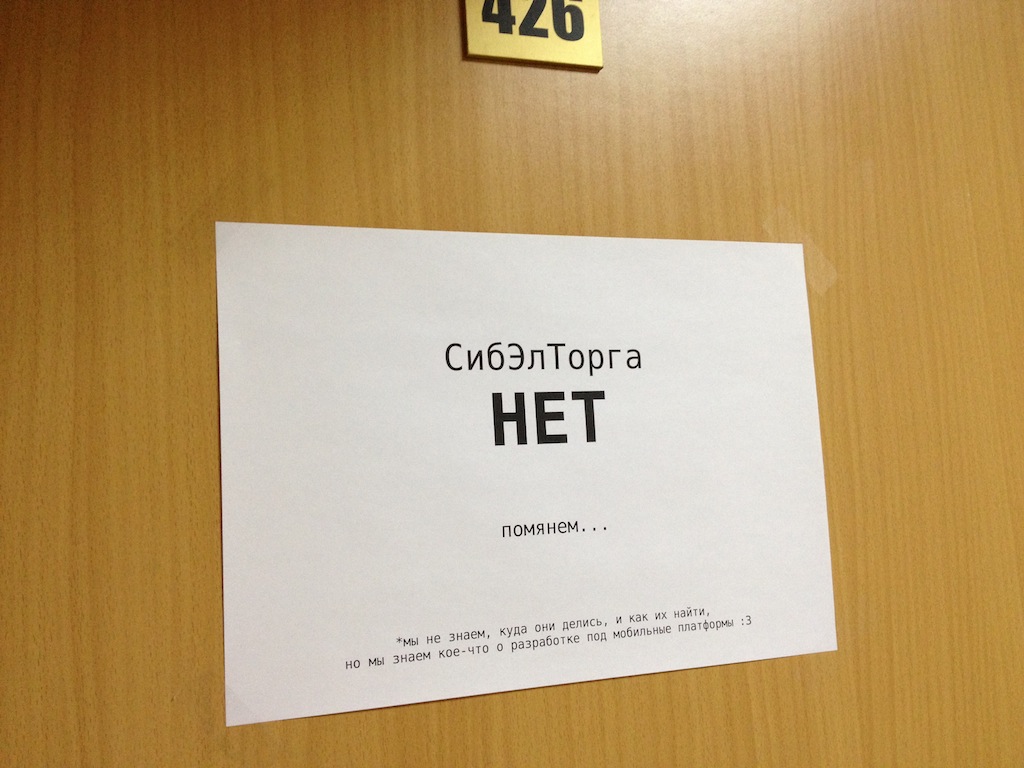 426
СибЭлТорга
НЕТ
помянем...
*мы не знаем, куда они делись, и как их найти,
но мы знаем кое-что о разработке под мобильные платформы :3